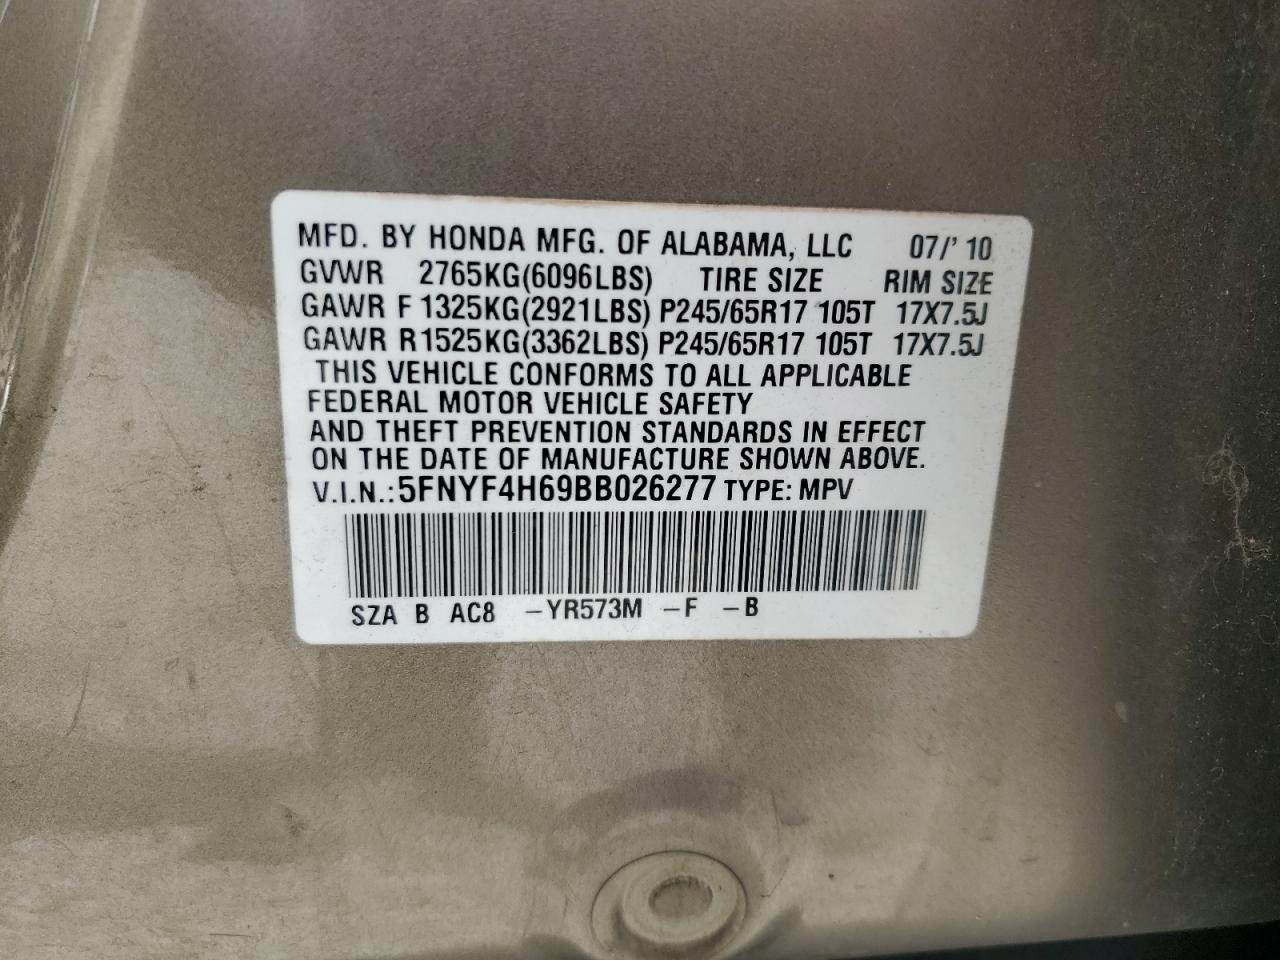 MFD. BY HONDA MFG. OF ALABAMA, LLC 07/' 10
GVWR 2765KG(6096LBS) TIRE SIZE RIM SIZE
GAWR F 1325KG(2921LBS) P245/65R17 105T 17X7.5J
GAWR R1525KG(3362LBS) P245/65R17 105T 17X7.5J
THIS VEHICLE CONFORMS TO ALL APPLICABLE
FEDERAL MOTOR VEHICLE SAFETY
AND THEFT PREVENTION STANDARDS IN EFFECT
ON THE DATE OF MANUFACTURE SHOWN ABOVE.
V.I.N.:5FNYF4H69BB026277 TYPE: MPV
SZA B AC8 -YR573M -F -B